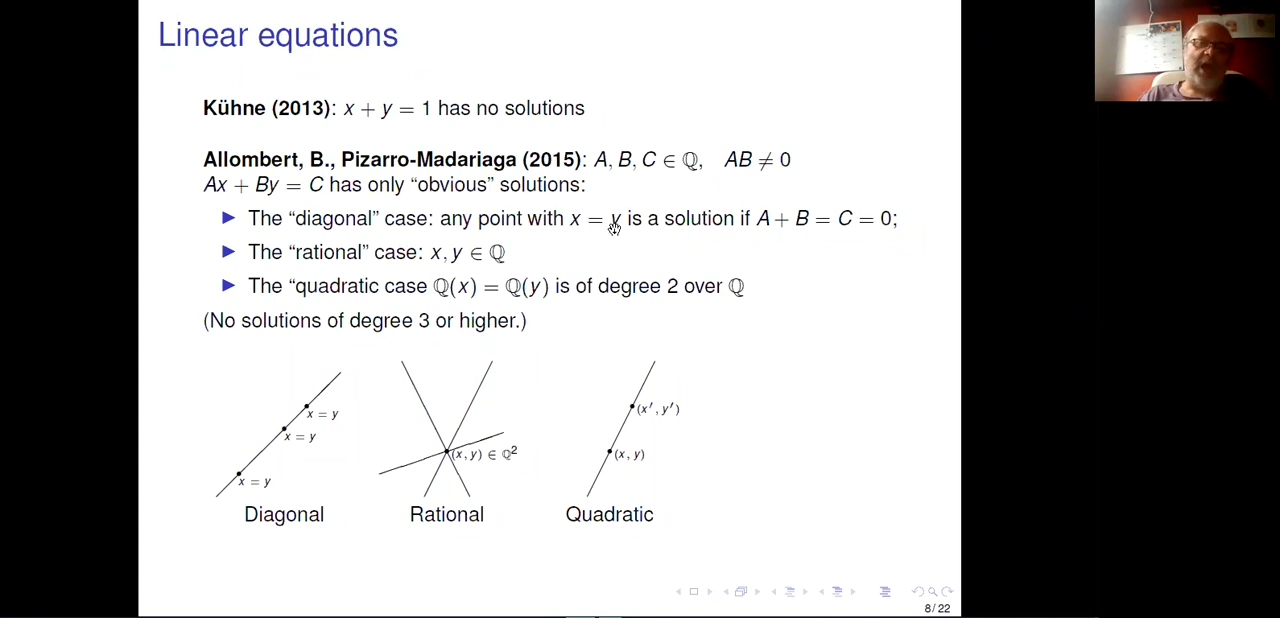 Linear equations
Kühne (2013): x + y = 1 has no solutions
Allombert, B., Pizarro-Madariaga (2015): A, B, C ∈ ℚ, AB ≠ 0
Ax + By = C has only “obvious” solutions:
▶ The “diagonal” case: any point with x = y is a solution if A + B = C = 0;
▶ The “rational” case: x, y ∈ ℚ
▶ The “quadratic case ℚ(x) = ℚ(y) is of degree 2 over ℚ
(No solutions of degree 3 or higher.)
x = y
x = y
x = y
Diagonal
(x, y) ∈ ℚ²
Rational
(x′, y′)
(x, y)
Quadratic
8/22